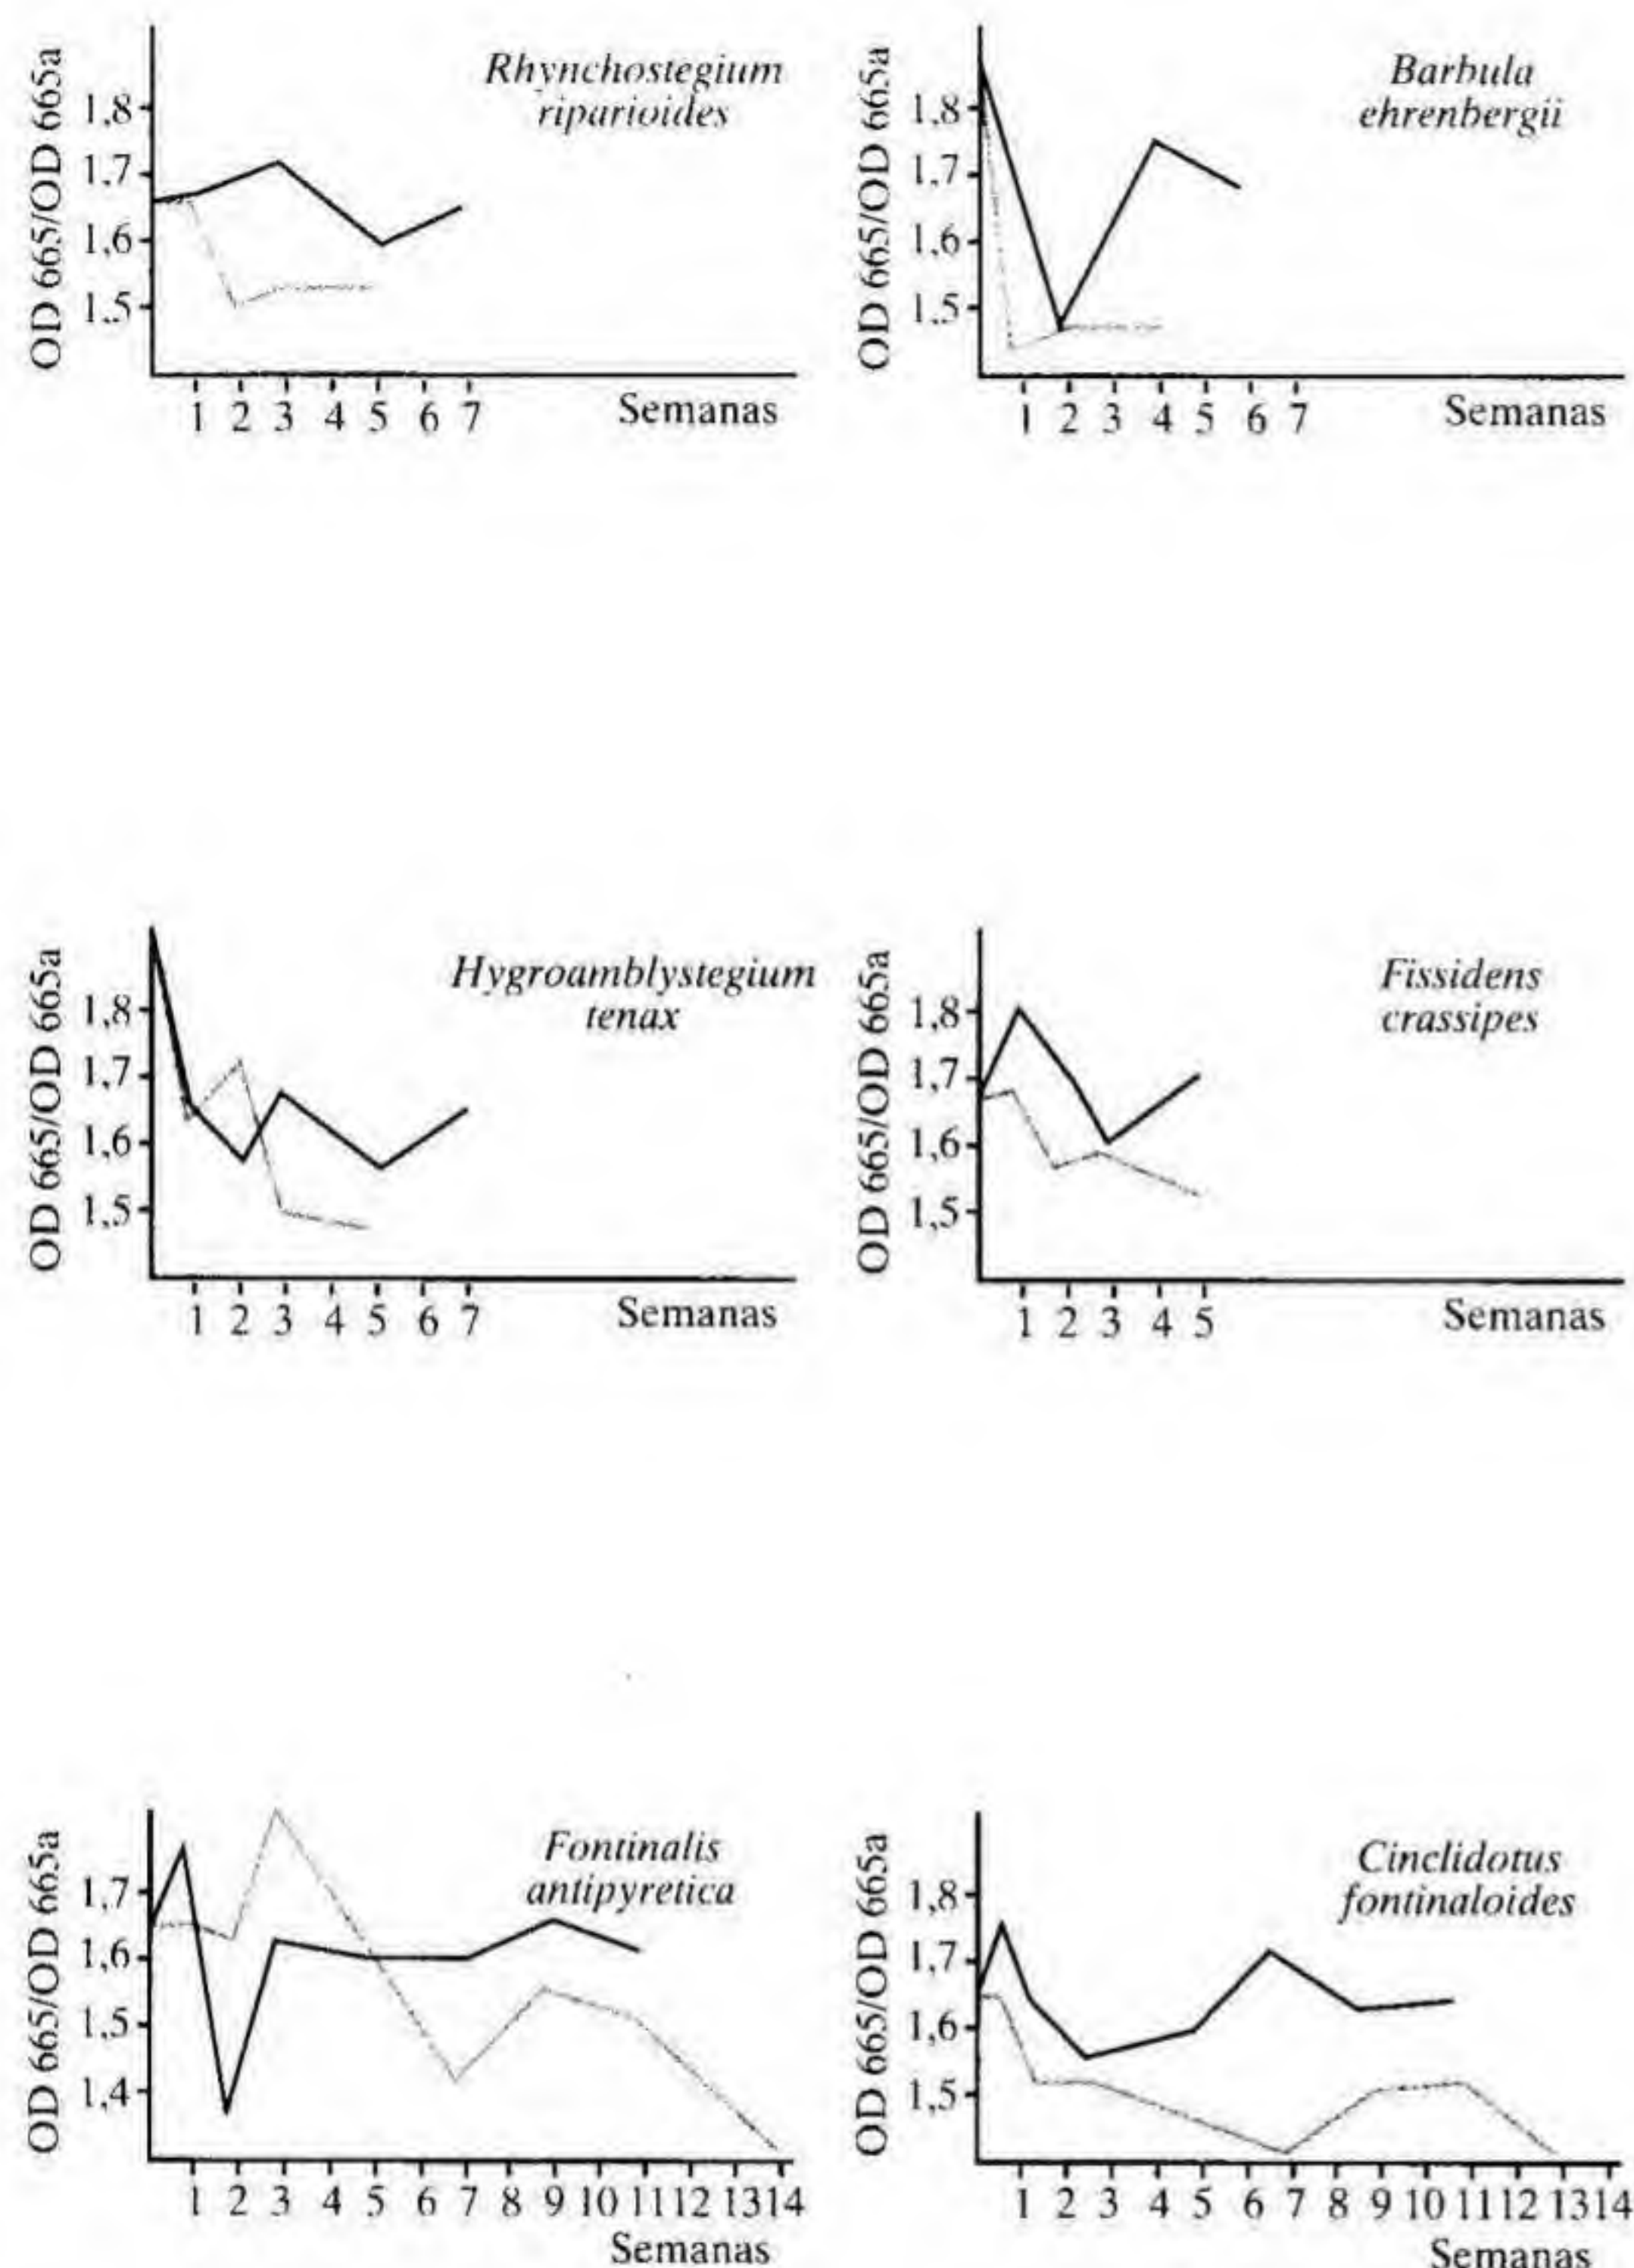 OD 665/OD 665a
1,8
1,7
1,6
1,5
Rhynchostegium
riparioides
1 2 3 4 5 6 7 Semanas
OD 665/OD 665a
1,8
1,7
1,6
1,5
Barbula
ehrenbergii
1 2 3 4 5 6 7 Semanas
OD 665/OD 665a
1,8
1,7
1,6
1,5
Hygroamblystegium
tenax
1 2 3 4 5 6 7 Semanas
OD 665/OD 665a
1,8
1,7
1,6
1,5
Fissidens
crassipes
1 2 3 4 5 Semanas
OD 665/OD 665a
1,7
1,6
1,5
1,4
Fontinalis
antipyretica
1 2 3 4 5 6 7 8 9 10 11 12 13 14
Semanas
OD 665/OD 665a
1,8
1,7
1,6
1,5
Cinclidotus
fontinaloides
1 2 3 4 5 6 7 8 9 10 11 12 13 14
Semanas